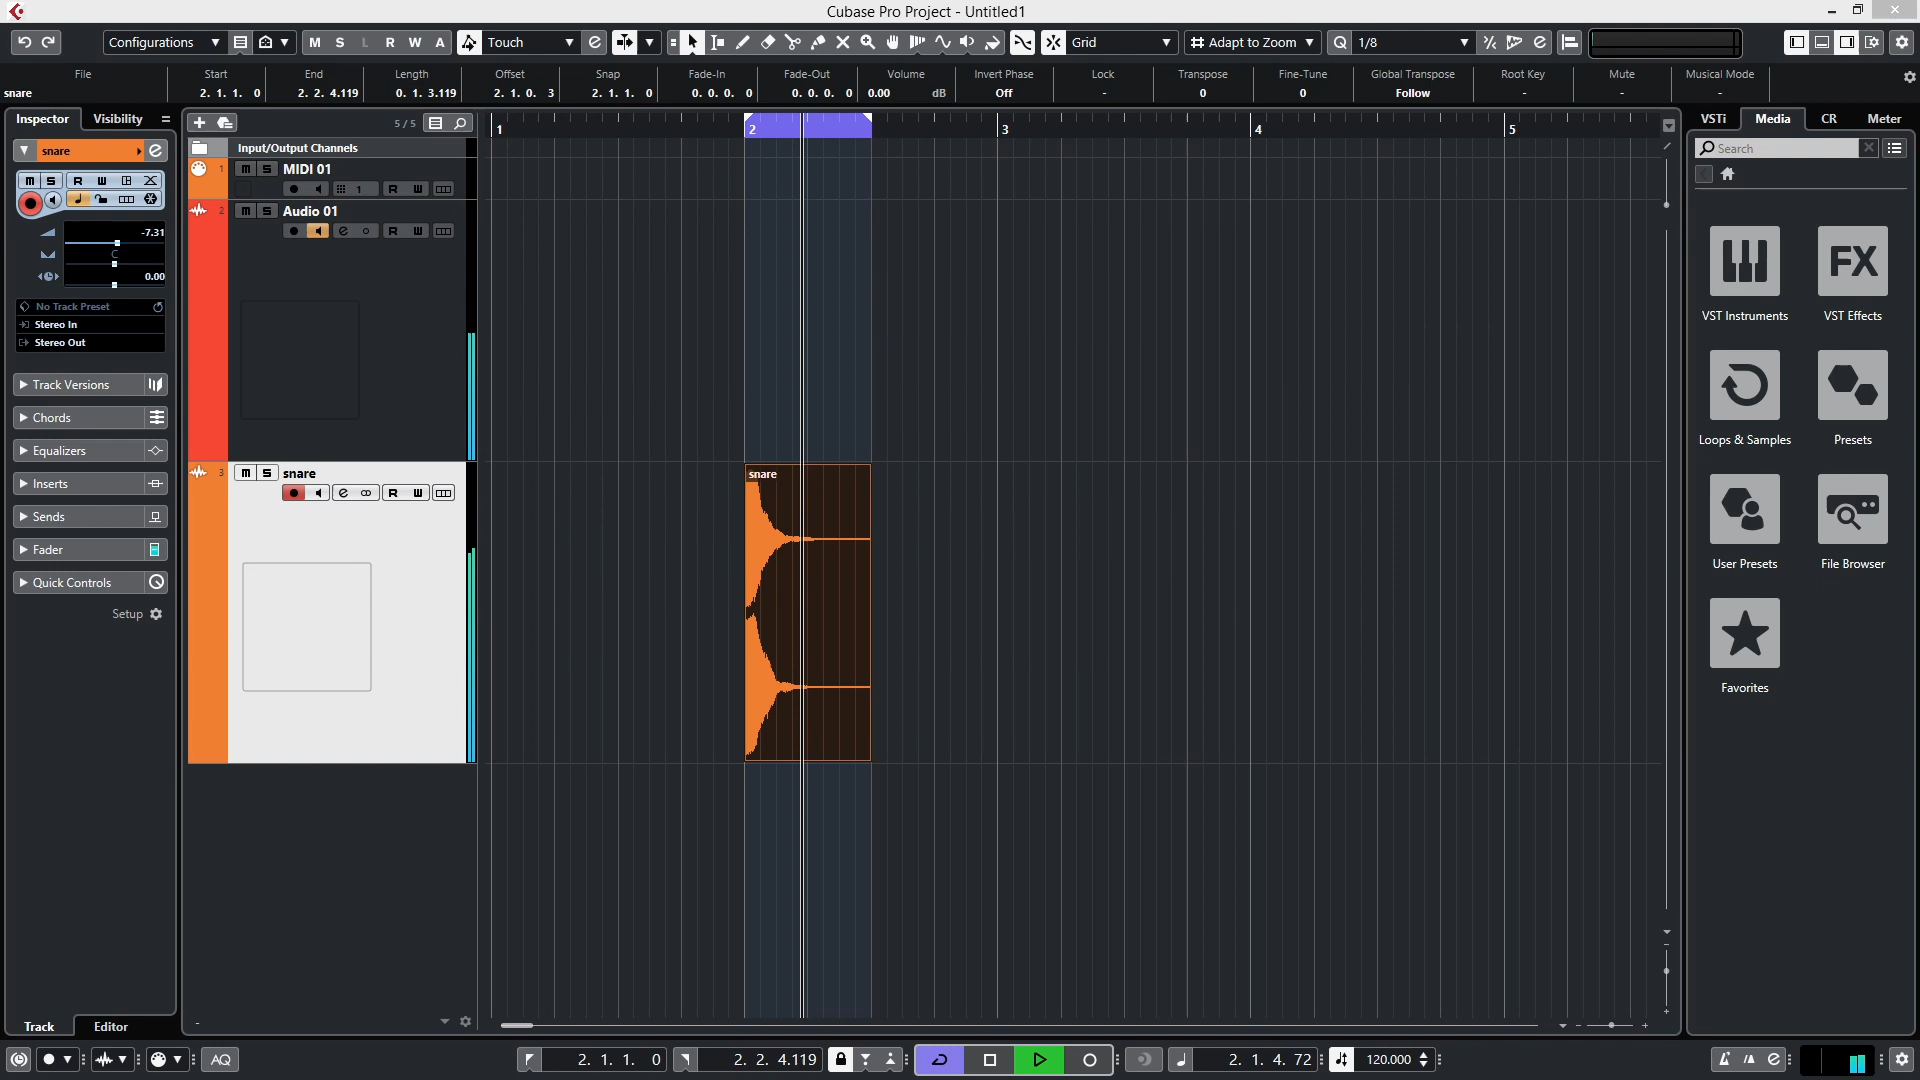 Cubase Pro Project - Untitled1
Configurations M S L R W A Touch Grid Adapt to Zoom Q 1/8
File Start End Length Offset Snap Fade-In Fade-Out Volume Invert Phase Lock Transpose Fine-Tune Global Transpose Root Key Mute Musical Mode
snare 2. 1. 1. 0 2. 2. 4.119 0. 1. 3.119 2. 1. 0. 3 2. 1. 1. 0 0. 0. 0. 0 0. 0. 0. 0 0.00 dB Off - 0 0 Follow - - -
Inspector Visibility
snare
m S R W
-7.31
C
0.00
No Track Preset
Stereo In
Stereo Out
Track Versions
Chords
Equalizers
Inserts
Sends
Fader
Quick Controls
Setup
Track Editor
5 / 5
Input/Output Channels
1 m S MIDI 01
1 R W
2 m S Audio 01
e R W
3 m S snare
e R W
-
1 2 3 4 5
snare
VSTi Media CR Meter
Search
VST Instruments FX VST Effects
Loops & Samples Presets
User Presets File Browser
Favorites
AQ 2. 1. 1. 0 2. 2. 4.119 2. 1. 4. 72 120.000